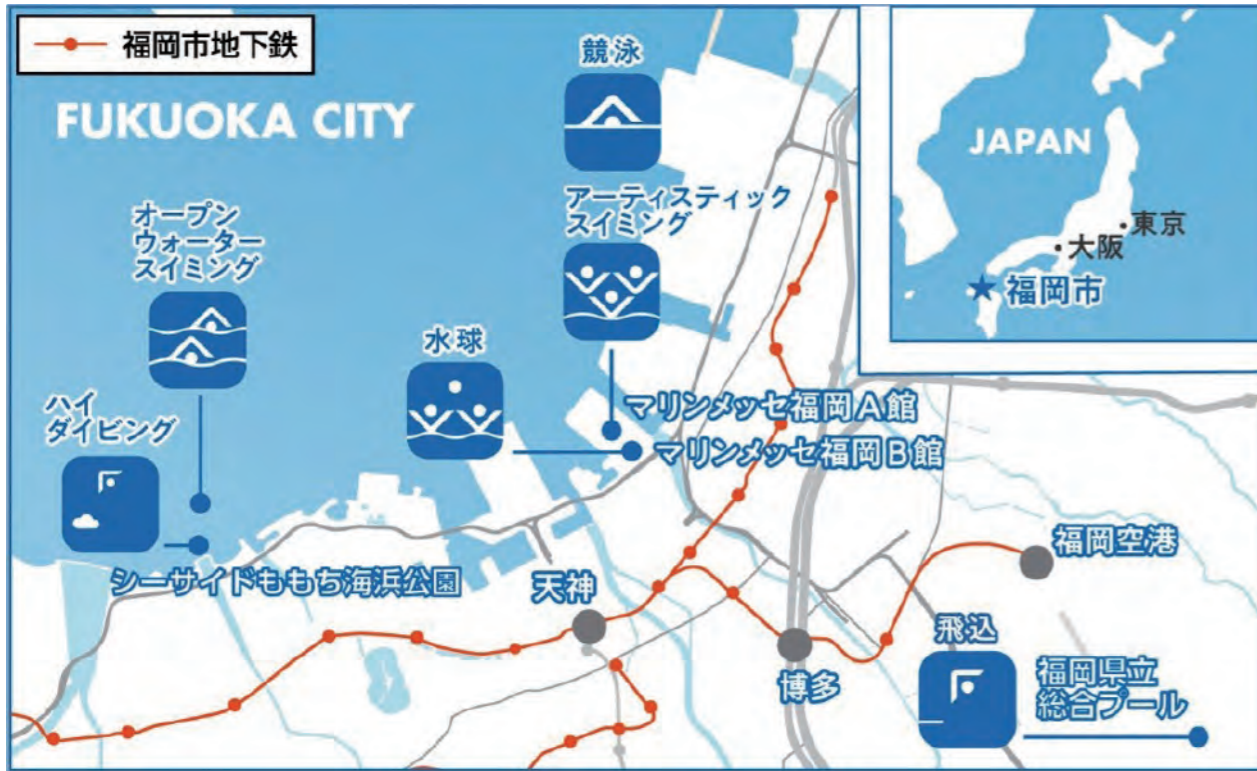 福岡市地下鉄
FUKUOKA CITY
競泳
アーティスティック
スイミング
オープン
ウォーター
スイミング
水球
ハイ
ダイビング
マリンメッセ福岡A館
マリンメッセ福岡B館
シーサイドももち海浜公園
天神
博多
福岡空港
飛込
福岡県立
総合プール
JAPAN
東京
大阪
福岡市